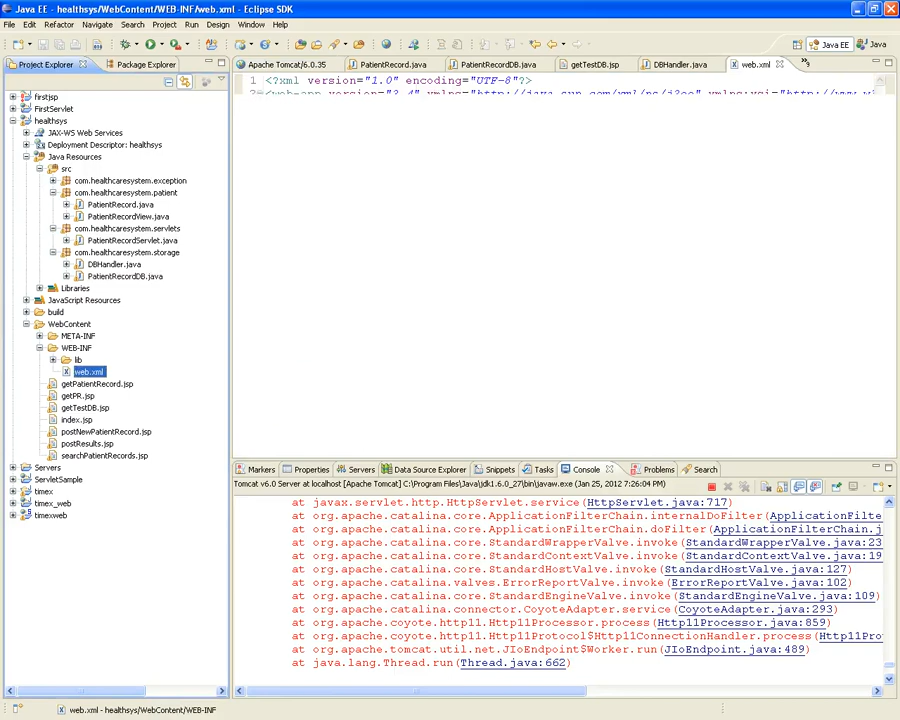 Java EE - healthsys/WebContent/WEB-INF/web.xml - Eclipse SDK
File Edit Refactor Navigate Search Project Run Design Window Help
Java EE Java
Project Explorer Package Explorer
Apache Tomcat/6.0.35 PatientRecord.java PatientRecordDB.java getTestDB.jsp DBHandler.java web.xml
firstjsp
FirstServlet
healthsys
JAX-WS Web Services
Deployment Descriptor: healthsys
Java Resources
src
com.healthcaresystem.exception
com.healthcaresystem.patient
PatientRecord.java
PatientRecordView.java
com.healthcaresystem.servlets
PatientRecordServlet.java
com.healthcaresystem.storage
DBHandler.java
PatientRecordDB.java
Libraries
JavaScript Resources
build
WebContent
META-INF
WEB-INF
lib
web.xml
getPatientRecord.jsp
getPR.jsp
getTestDB.jsp
index.jsp
postNewPatientRecord.jsp
postResults.jsp
searchPatientRecords.jsp
Servers
ServletSample
timex
timex_web
timexweb
1 <?xml version="1.0" encoding="UTF-8"?>
Markers Properties Servers Data Source Explorer Snippets Tasks Console Problems Search
Tomcat v6.0 Server at localhost [Apache Tomcat] C:\Program Files\Java\jdk1.6.0_27\bin\javaw.exe (Jan 25, 2012 7:26:04 PM)
at javax.servlet.http.HttpServlet.service(HttpServlet.java:717)
at org.apache.catalina.core.ApplicationFilterChain.internalDoFilter(ApplicationFilte
at org.apache.catalina.core.ApplicationFilterChain.doFilter(ApplicationFilterChain.j
at org.apache.catalina.core.StandardWrapperValve.invoke(StandardWrapperValve.java:23
at org.apache.catalina.core.StandardContextValve.invoke(StandardContextValve.java:19
at org.apache.catalina.core.StandardHostValve.invoke(StandardHostValve.java:127)
at org.apache.catalina.valves.ErrorReportValve.invoke(ErrorReportValve.java:102)
at org.apache.catalina.core.StandardEngineValve.invoke(StandardEngineValve.java:109)
at org.apache.catalina.connector.CoyoteAdapter.service(CoyoteAdapter.java:293)
at org.apache.coyote.http11.Http11Processor.process(Http11Processor.java:859)
at org.apache.coyote.http11.Http11Protocol$Http11ConnectionHandler.process(Http11Pro
at org.apache.tomcat.util.net.JIoEndpoint$Worker.run(JIoEndpoint.java:489)
at java.lang.Thread.run(Thread.java:662)
web.xml - healthsys/WebContent/WEB-INF